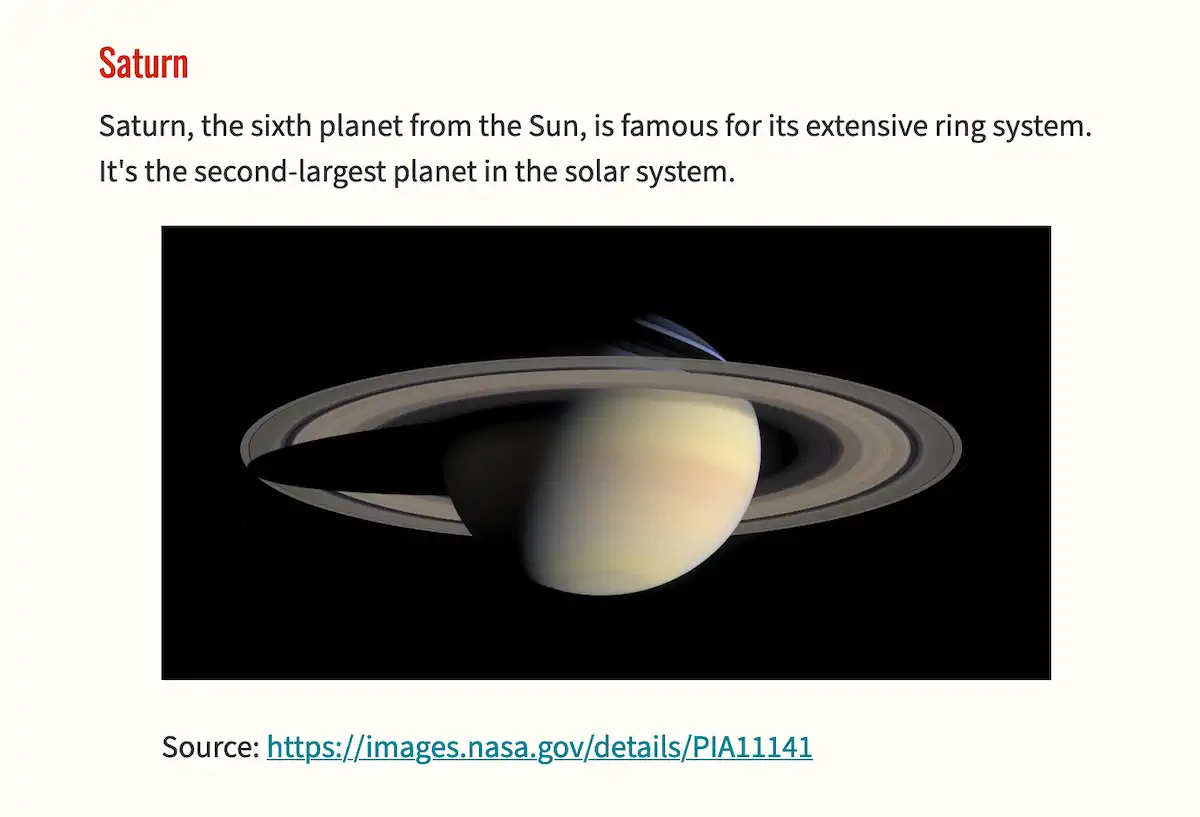 Saturn
Saturn, the sixth planet from the Sun, is famous for its extensive ring system.
It's the second-largest planet in the solar system.
Source: https://images.nasa.gov/details/PIA11141